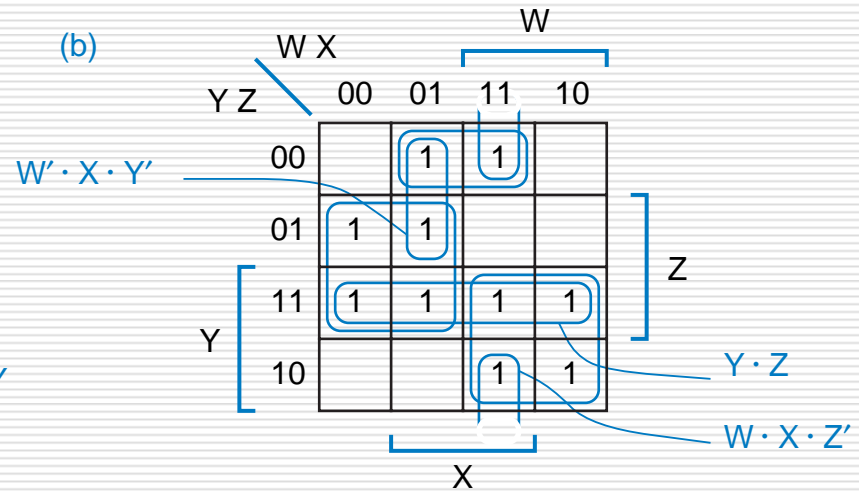 (b)
W
W X
Y Z
00 01 11 10
00 1 1
W′ · X · Y′
01 1 1
Z
11 1 1 1 1
Y
10 1 1
Y · Z
Y
W · X · Z′
X